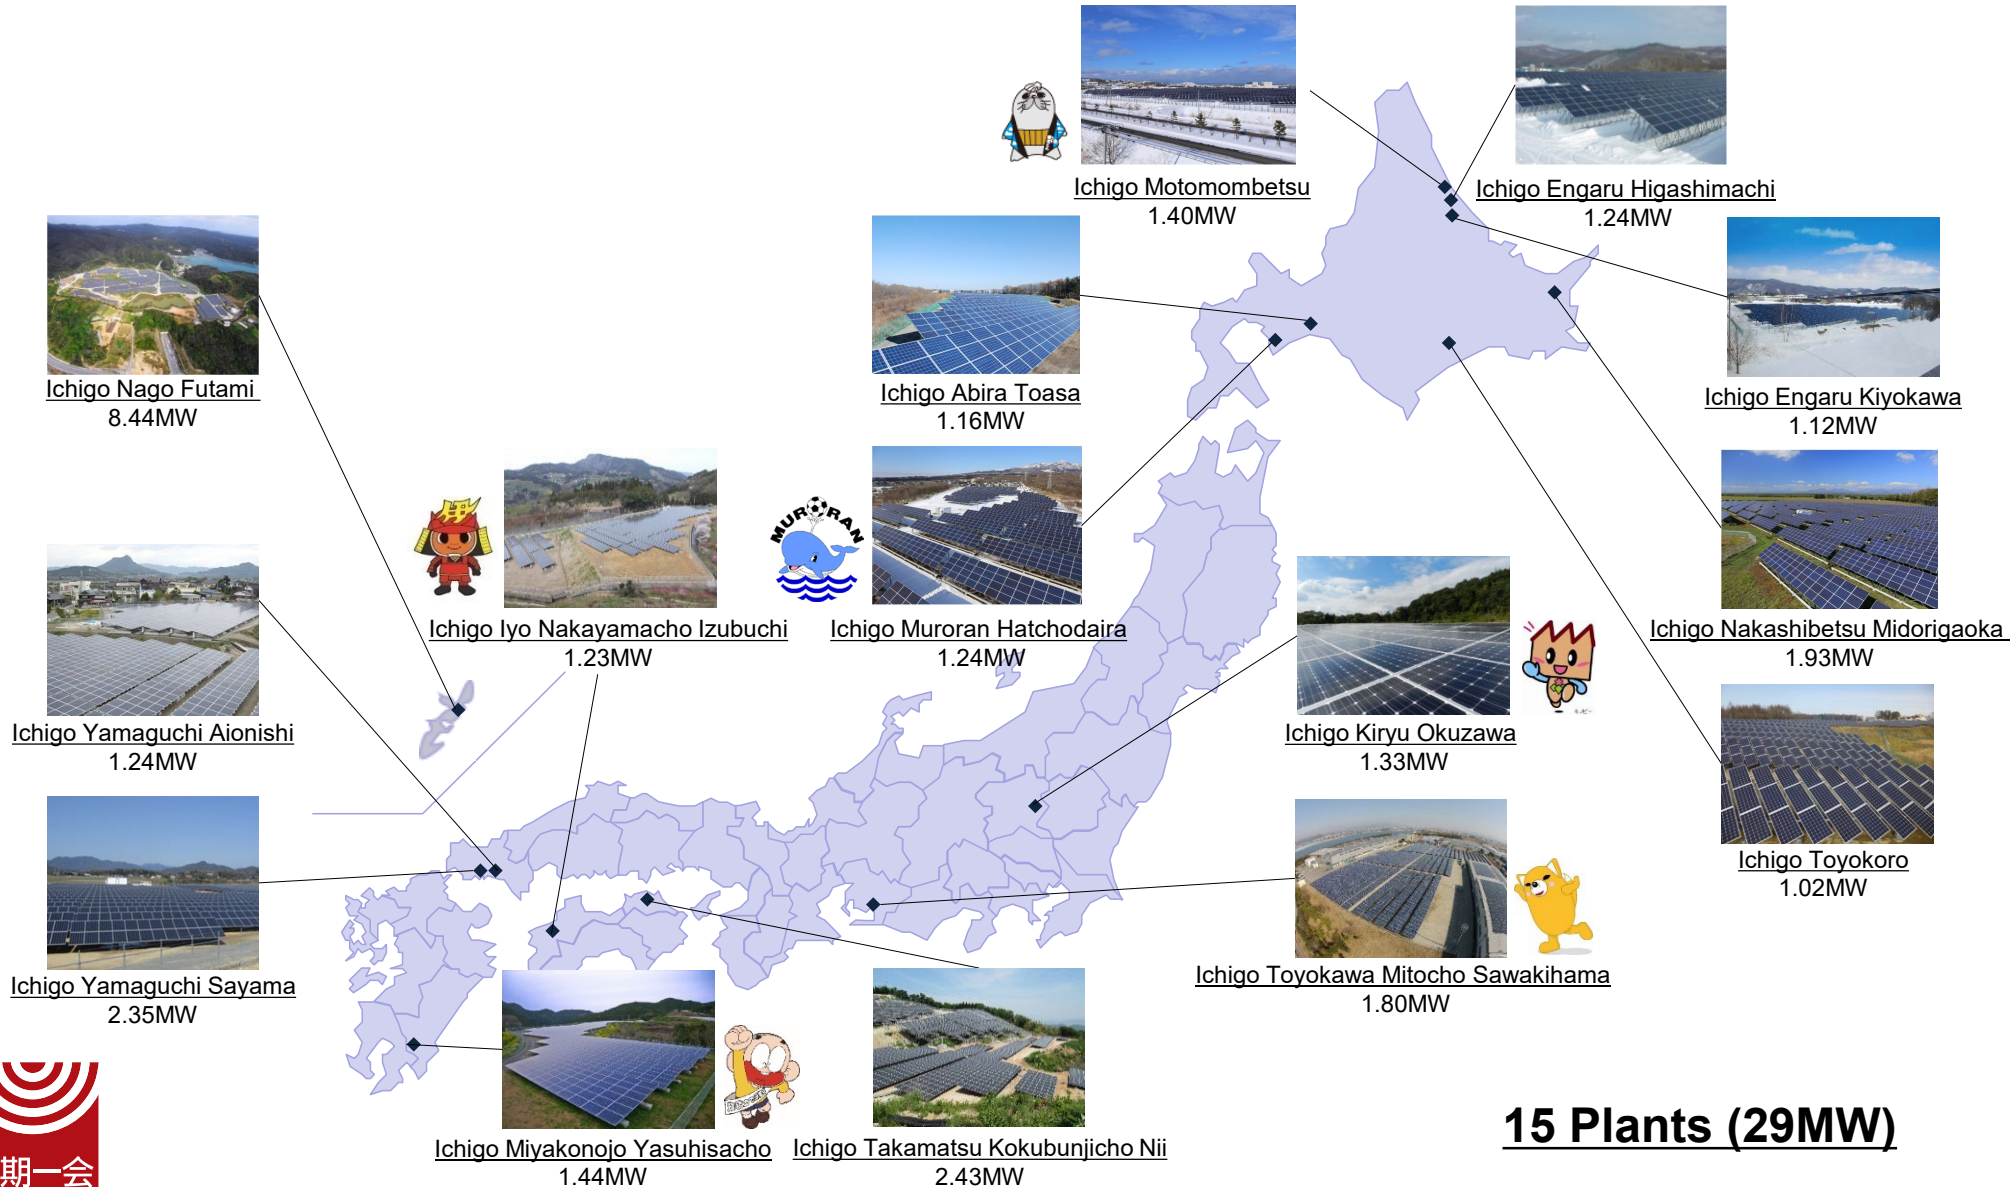 Ichigo Motomombetsu
1.40MW
Ichigo Engaru Higashimachi
1.24MW
Ichigo Nago Futami
8.44MW
Ichigo Abira Toasa
1.16MW
Ichigo Engaru Kiyokawa
1.12MW
MURORAN
Ichigo Iyo Nakayamacho Izubuchi
1.23MW
Ichigo Muroran Hatchodaira
1.24MW
Ichigo Nakashibetsu Midorigaoka
1.93MW
Ichigo Yamaguchi Aionishi
1.24MW
Ichigo Kiryu Okuzawa
1.33MW
Ichigo Toyokoro
1.02MW
Ichigo Yamaguchi Sayama
2.35MW
Ichigo Toyokawa Mitocho Sawakihama
1.80MW
Ichigo Miyakonojo Yasuhisacho
1.44MW
Ichigo Takamatsu Kokubunjicho Nii
2.43MW
15 Plants (29MW)
期一会